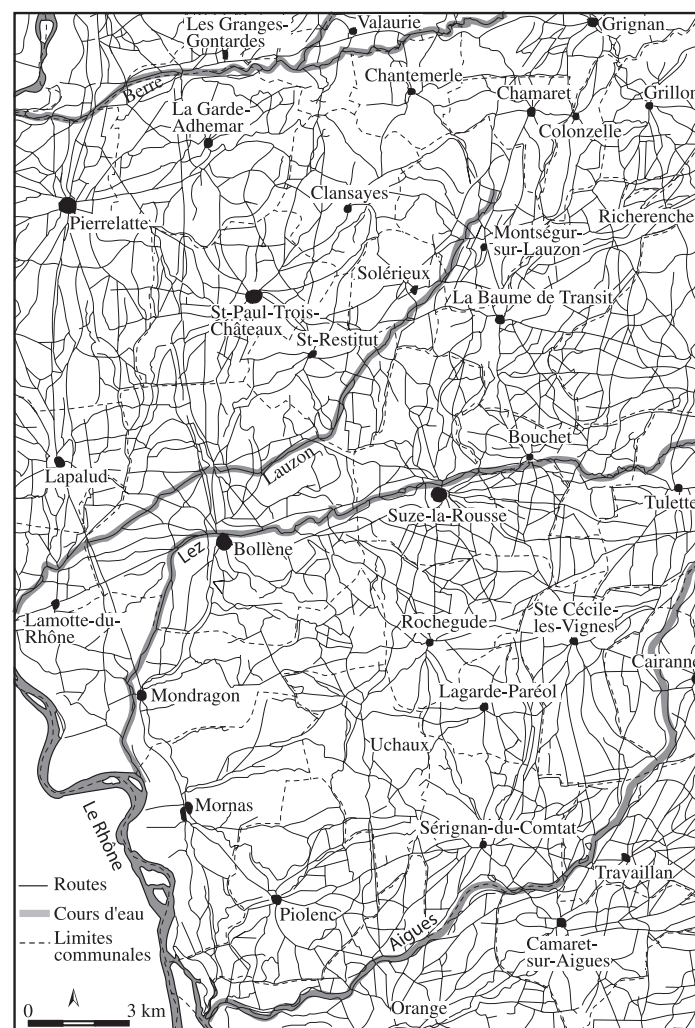 Les Granges-
Gontardes
Valaurie
Grignan
Berre
Chantemerle
Chamaret
Grillon
La Garde-
Adhemar
Colonzelle
Clansayes
Pierrelatte
Richerenche
Montségur-
sur-Lauzon
Solérieux
St-Paul-Trois-
Châteaux
La Baume de Transit
St-Restitut
Bouchet
Lauzon
Lapalud
Suze-la-Rousse
Tulette
Lez
Bollène
Lamotte-du-
Rhône
Rochegude
Ste Cécile-
les-Vignes
Cairanne
Mondragon
Lagarde-Paréol
Uchaux
Le Rhône
Mornas
Sérignan-du-Comtat
Travaillan
Routes
Cours d'eau
Limites
communales
Piolenc
Aigues
Camaret-
sur-Aigues
Orange
0 3 km